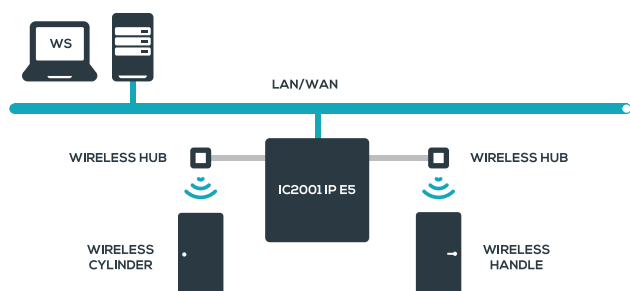 WS
LAN/WAN
WIRELESS HUB
IC2001 IP E5
WIRELESS HUB
WIRELESS
CYLINDER
WIRELESS
HANDLE